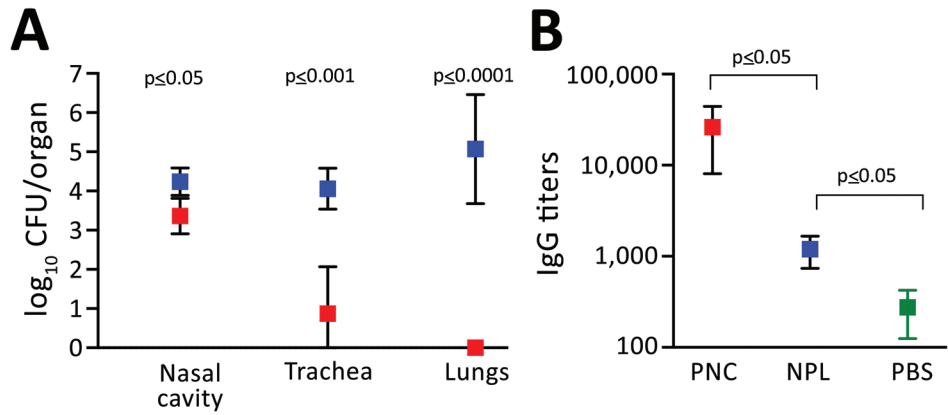 A
p≤0.05
p≤0.001
p≤0.0001
7
6
5
4
3
2
1
0
log10 CFU/organ
Nasal
cavity
Trachea
Lungs
B
p≤0.05
p≤0.05
100,000
10,000
1,000
100
IgG titers
PNC
NPL
PBS